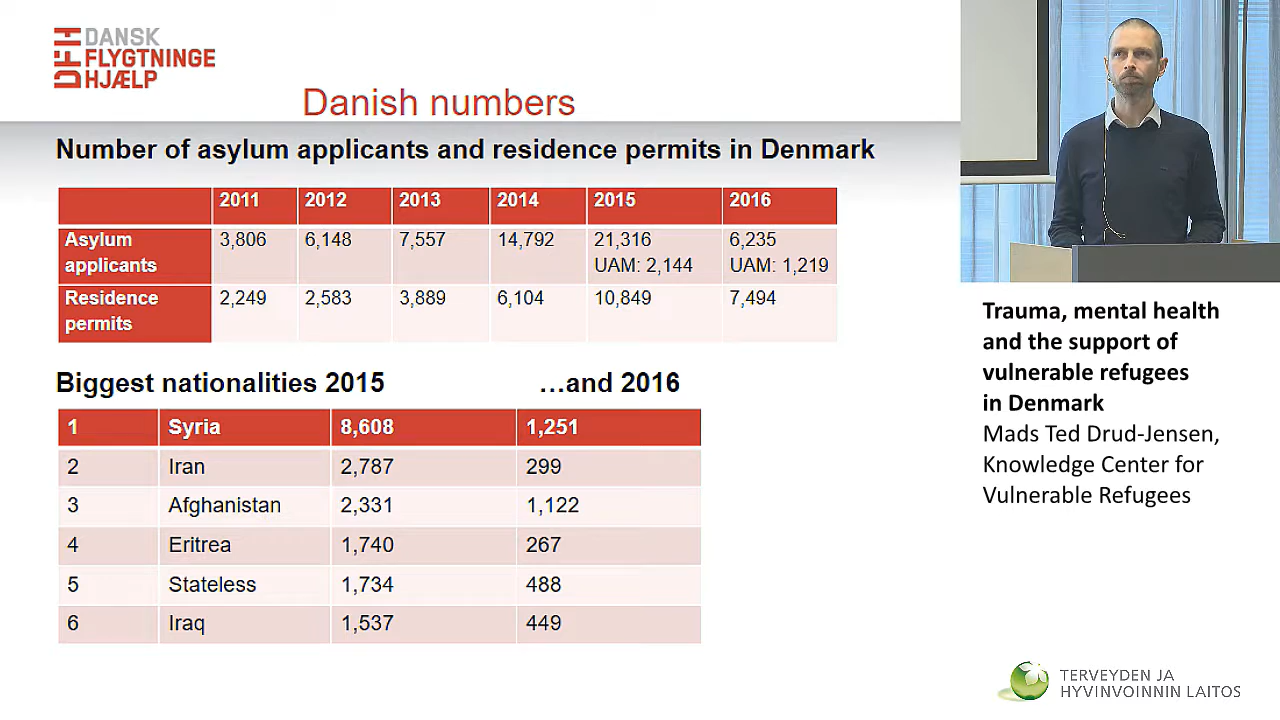 DFH DANSK
FLYGTNINGE
HJÆLP
Danish numbers
Number of asylum applicants and residence permits in Denmark
2011 2012 2013 2014 2015 2016
Asylum applicants 3,806 6,148 7,557 14,792 21,316 UAM: 2,144 6,235 UAM: 1,219
Residence permits 2,249 2,583 3,889 6,104 10,849 7,494
Biggest nationalities 2015 …and 2016
1 Syria 8,608 1,251
2 Iran 2,787 299
3 Afghanistan 2,331 1,122
4 Eritrea 1,740 267
5 Stateless 1,734 488
6 Iraq 1,537 449
Trauma, mental health
and the support of
vulnerable refugees
in Denmark
Mads Ted Drud-Jensen,
Knowledge Center for
Vulnerable Refugees
TERVEYDEN JA
HYVINVOINNIN LAITOS